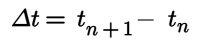 Δt = t_{n+1} - t_n